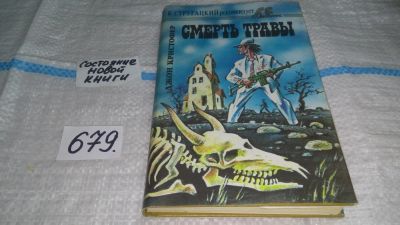 состояние
новой
книги
679.
Б. СТРУГАЦКИЙ рекомендует
ДЖОН КРИСТОФЕР
СМЕРТЬ ТРАВЫ